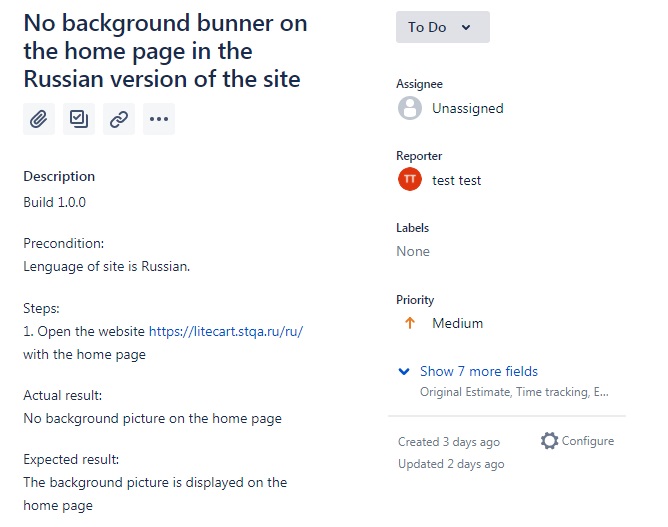 No background bunner on
the home page in the
Russian version of the site
Description
Build 1.0.0
Precondition:
Lenguage of site is Russian.
Steps:
1. Open the website https://litecart.stqa.ru/ru/
with the home page
Actual result:
No background picture on the home page
Expected result:
The background picture is displayed on the
home page
To Do
Assignee
Unassigned
Reporter
TT
test test
Labels
None
Priority
Medium
Show 7 more fields
Original Estimate, Time tracking, E...
Created 3 days ago
Configure
Updated 2 days ago